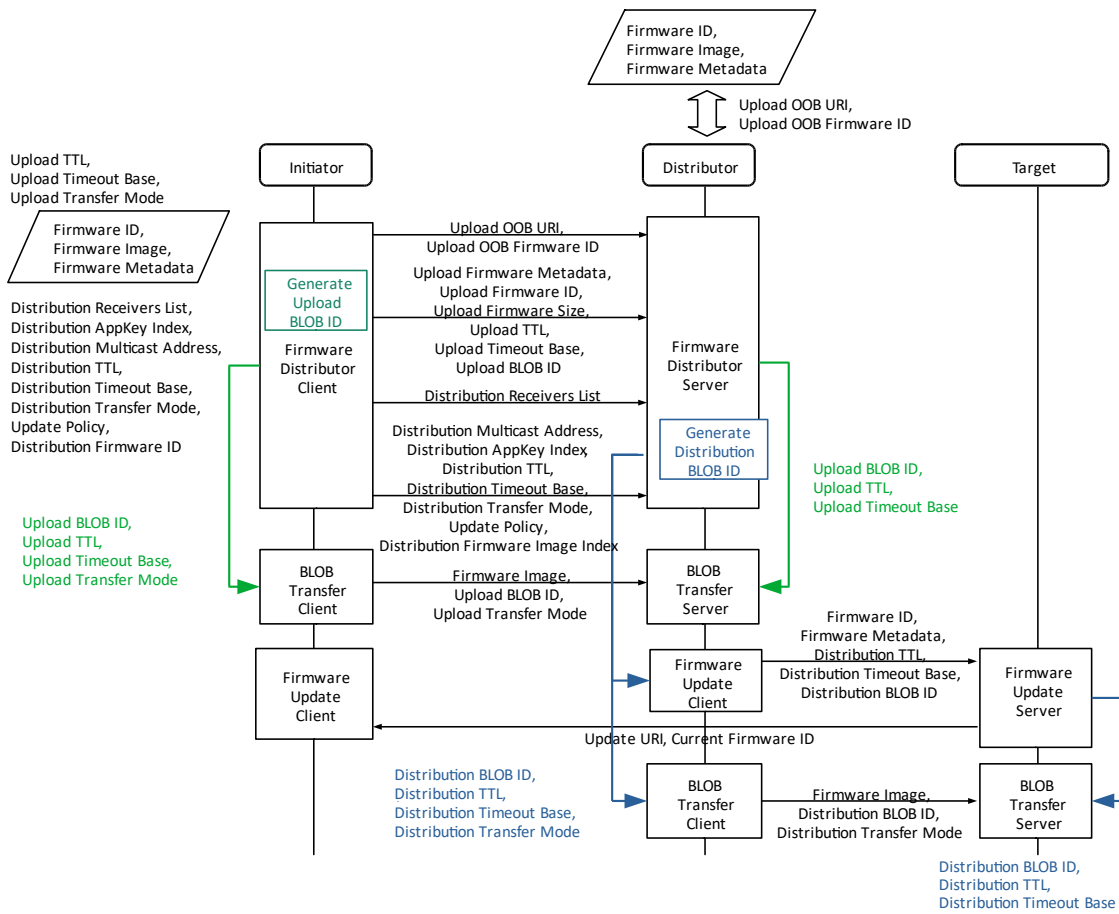 Firmware ID,
Firmware Image,
Firmware Metadata
Upload OOB URI,
Upload OOB Firmware ID
Upload TTL,
Upload Timeout Base,
Upload Transfer Mode
Initiator
Distributor
Target
Firmware ID,
Firmware Image,
Firmware Metadata
Upload OOB URI,
Upload OOB Firmware ID
Generate
Upload
BLOB ID
Upload Firmware Metadata,
Upload Firmware ID,
Upload Firmware Size,
Upload TTL,
Upload Timeout Base,
Upload BLOB ID
Distribution Receivers List,
Distribution AppKey Index,
Distribution Multicast Address,
Distribution TTL,
Distribution Timeout Base,
Distribution Transfer Mode,
Update Policy,
Distribution Firmware ID
Firmware
Distributor
Client
Firmware
Distributor
Server
Distribution Receivers List
Distribution Multicast Address,
Distribution AppKey Index,
Distribution TTL,
Distribution Timeout Base,
Distribution Transfer Mode,
Update Policy,
Distribution Firmware Image Index
Generate
Distribution
BLOB ID
Upload BLOB ID,
Upload TTL,
Upload Timeout Base
Upload BLOB ID,
Upload TTL,
Upload Timeout Base,
Upload Transfer Mode
BLOB
Transfer
Client
Firmware Image,
Upload BLOB ID,
Upload Transfer Mode
BLOB
Transfer
Server
Firmware ID,
Firmware Metadata,
Distribution TTL,
Distribution Timeout Base,
Distribution BLOB ID
Firmware
Update
Client
Firmware
Update
Client
Firmware
Update
Server
Update URI, Current Firmware ID
Distribution BLOB ID,
Distribution TTL,
Distribution Timeout Base,
Distribution Transfer Mode
BLOB
Transfer
Client
Firmware Image,
Distribution BLOB ID,
Distribution Transfer Mode
BLOB
Transfer
Server
Distribution BLOB ID,
Distribution TTL,
Distribution Timeout Base